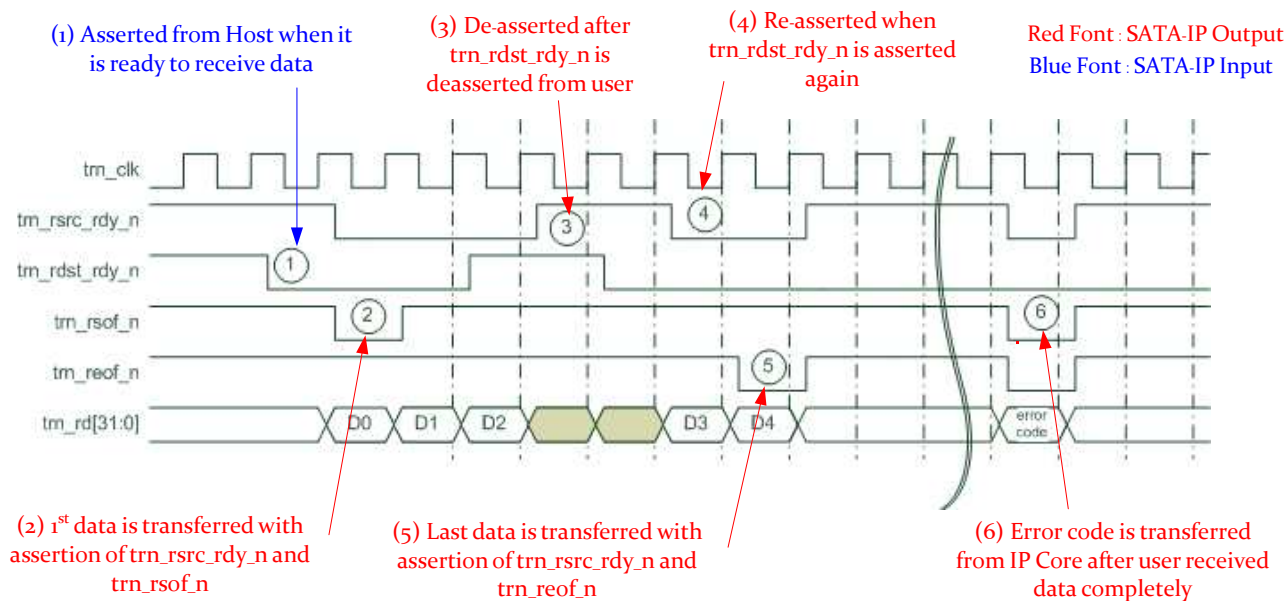 (1) Asserted from Host when it
is ready to receive data
(3) De-asserted after
trn_rdst_rdy_n is
deasserted from user
(4) Re-asserted when
trn_rdst_rdy_n is asserted
again
Red Font : SATA-IP Output
Blue Font : SATA-IP Input
trn_clk
trn_rsrc_rdy_n
3
4
trn_rdst_rdy_n
1
trn_rsof_n
2
6
trn_reof_n
5
trn_rd[31:0]
D0
D1
D2
D3
D4
error
code
(2) 1st data is transferred with
assertion of trn_rsrc_rdy_n and
trn_rsof_n
(5) Last data is transferred with
assertion of trn_rsrc_rdy_n and
trn_reof_n
(6) Error code is transferred
from IP Core after user received
data completely